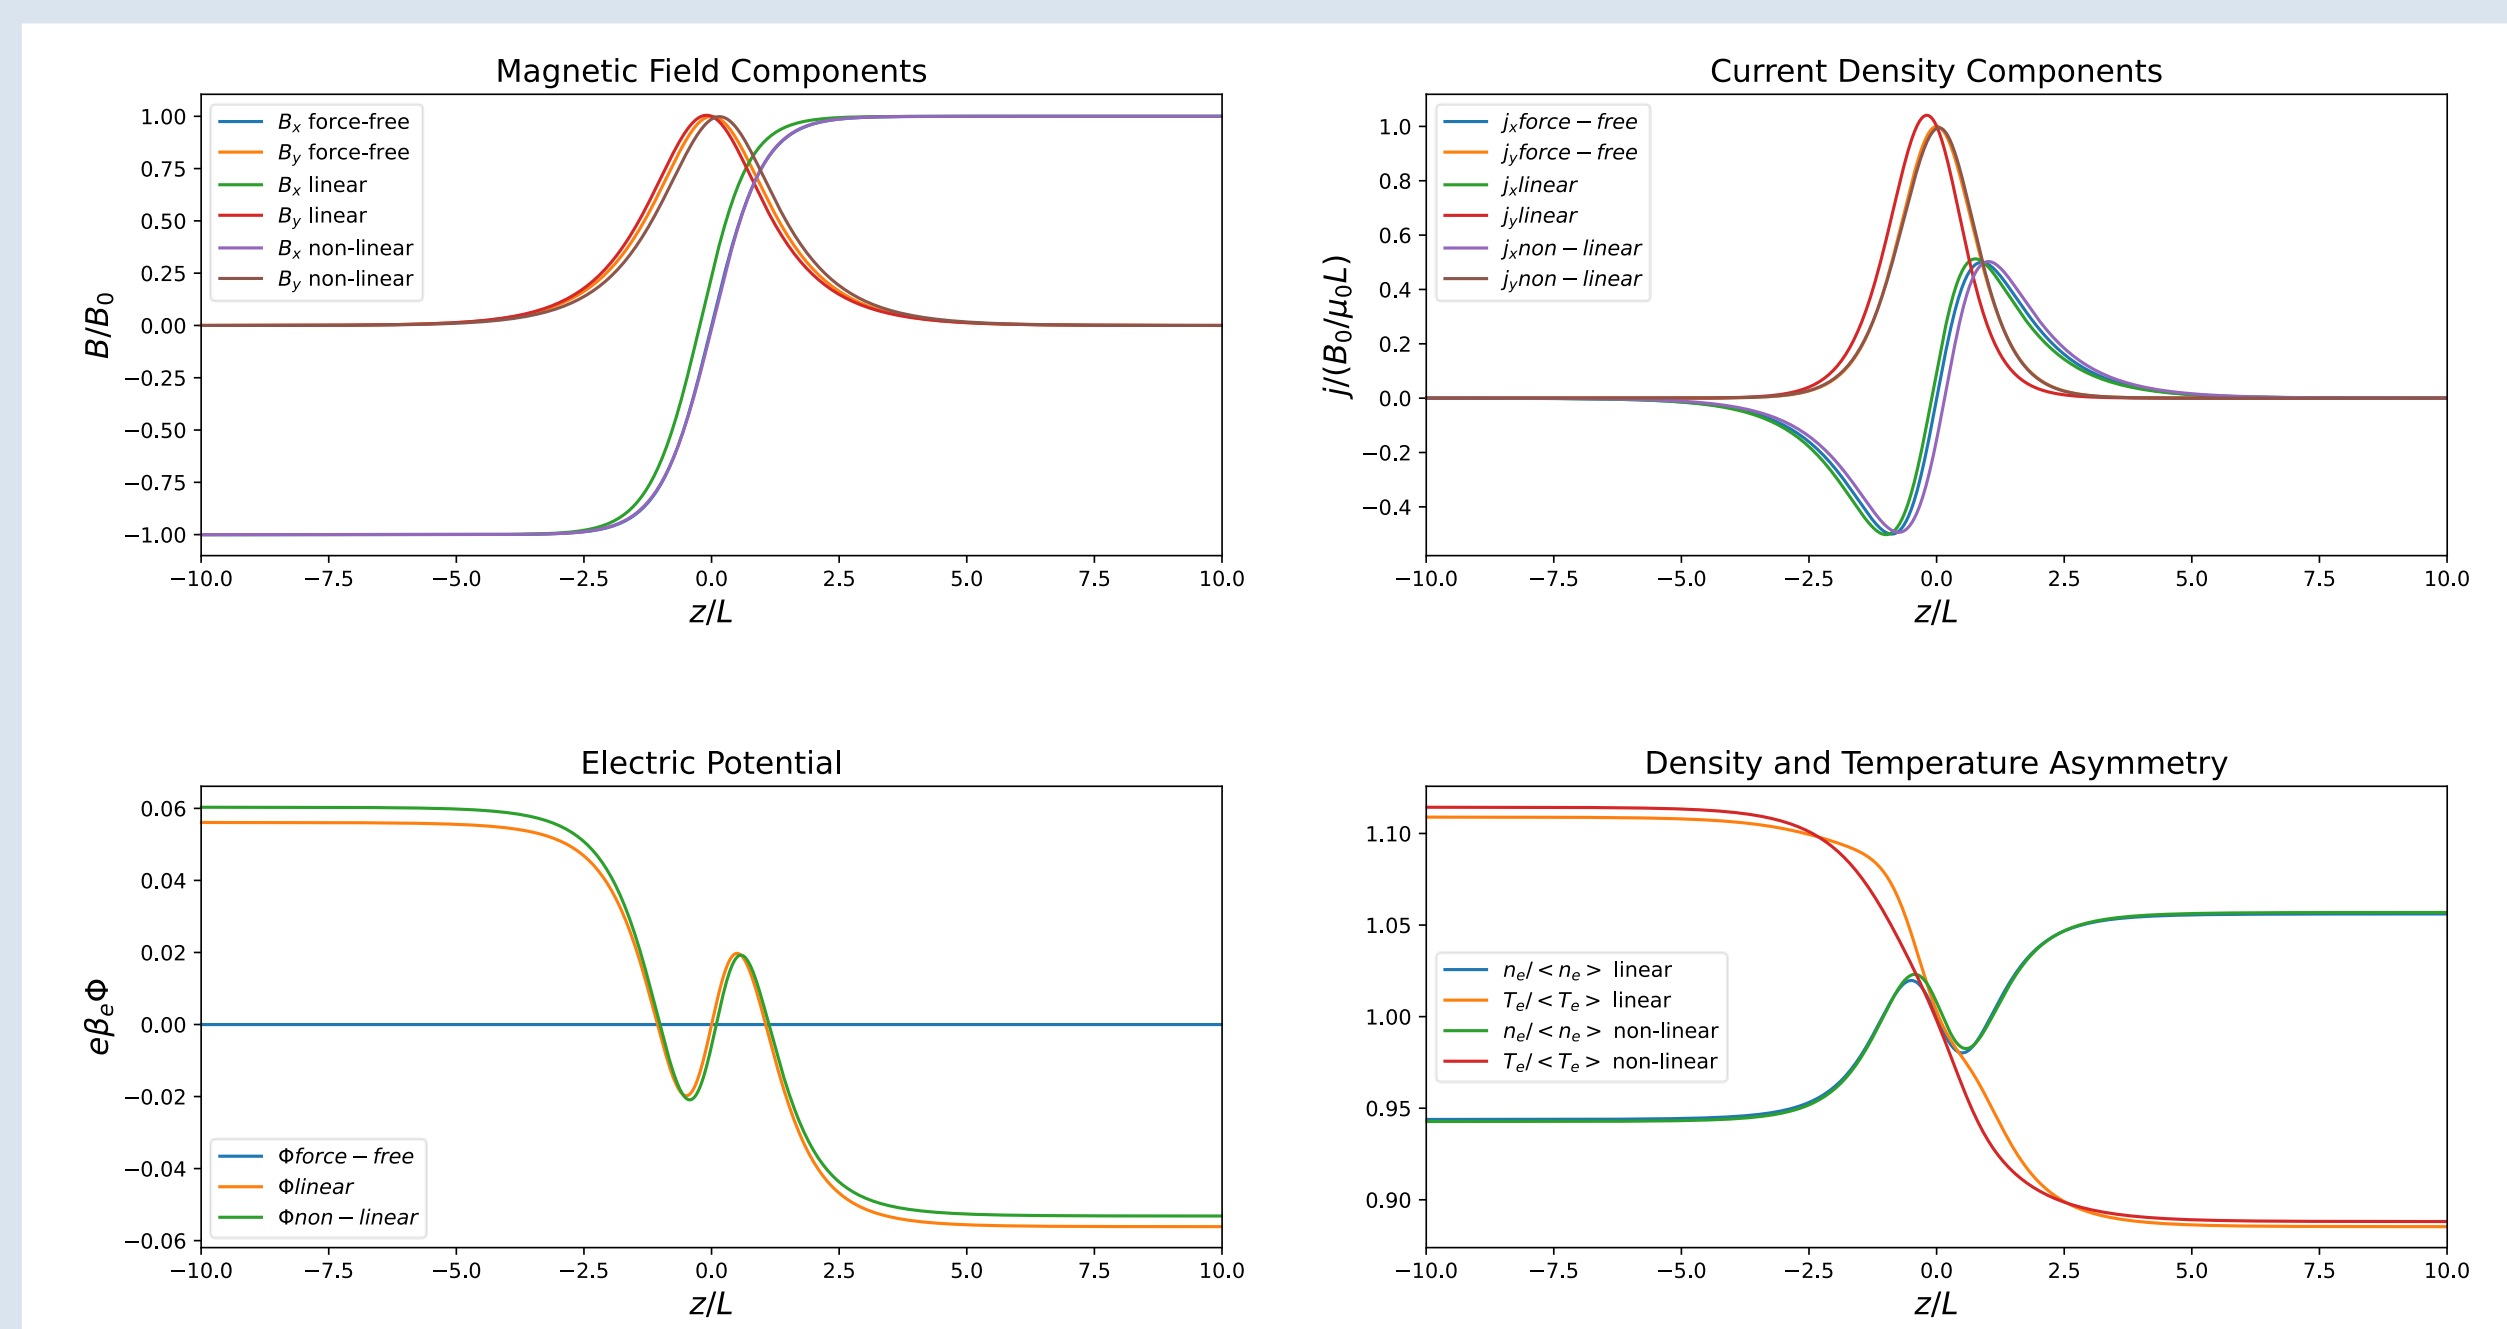 Magnetic Field Components
B/B₀
1.00
0.75
0.50
0.25
0.00
−0.25
−0.50
−0.75
−1.00
Bₓ force-free
B_y force-free
Bₓ linear
B_y linear
Bₓ non-linear
B_y non-linear
−10.0 −7.5 −5.0 −2.5 0.0 2.5 5.0 7.5 10.0
z/L
Current Density Components
j/(B₀/μ₀L)
1.0
0.8
0.6
0.4
0.2
0.0
−0.2
−0.4
jₓforce − free
j_yforce − free
jₓlinear
j_ylinear
jₓnon − linear
j_ynon − linear
−10.0 −7.5 −5.0 −2.5 0.0 2.5 5.0 7.5 10.0
z/L
Electric Potential
eβₑΦ
0.06
0.04
0.02
0.00
−0.02
−0.04
−0.06
Φforce − free
Φlinear
Φnon − linear
−10.0 −7.5 −5.0 −2.5 0.0 2.5 5.0 7.5 10.0
z/L
Density and Temperature Asymmetry
1.10
1.05
1.00
0.95
0.90
nₑ/ < nₑ > linear
Tₑ/ < Tₑ > linear
nₑ/ < nₑ > non-linear
Tₑ/ < Tₑ > non-linear
−10.0 −7.5 −5.0 −2.5 0.0 2.5 5.0 7.5 10.0
z/L